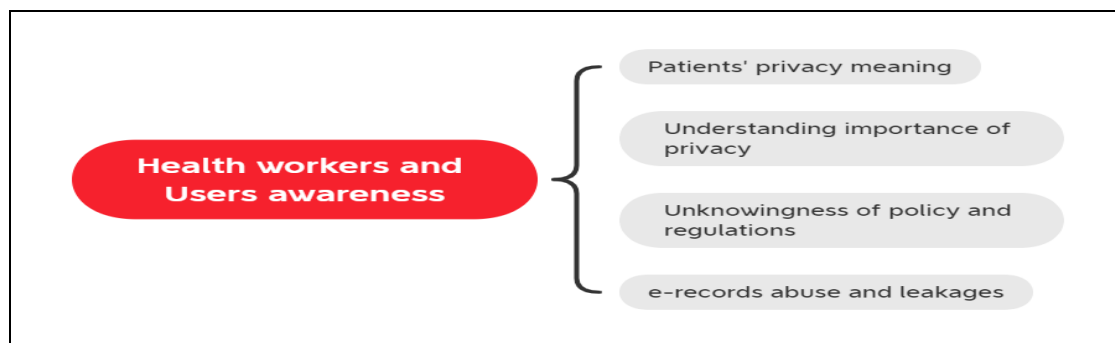 Health workers and
Users awareness
Patients' privacy meaning
Understanding importance of
privacy
Unknowingness of policy and
regulations
e-records abuse and leakages